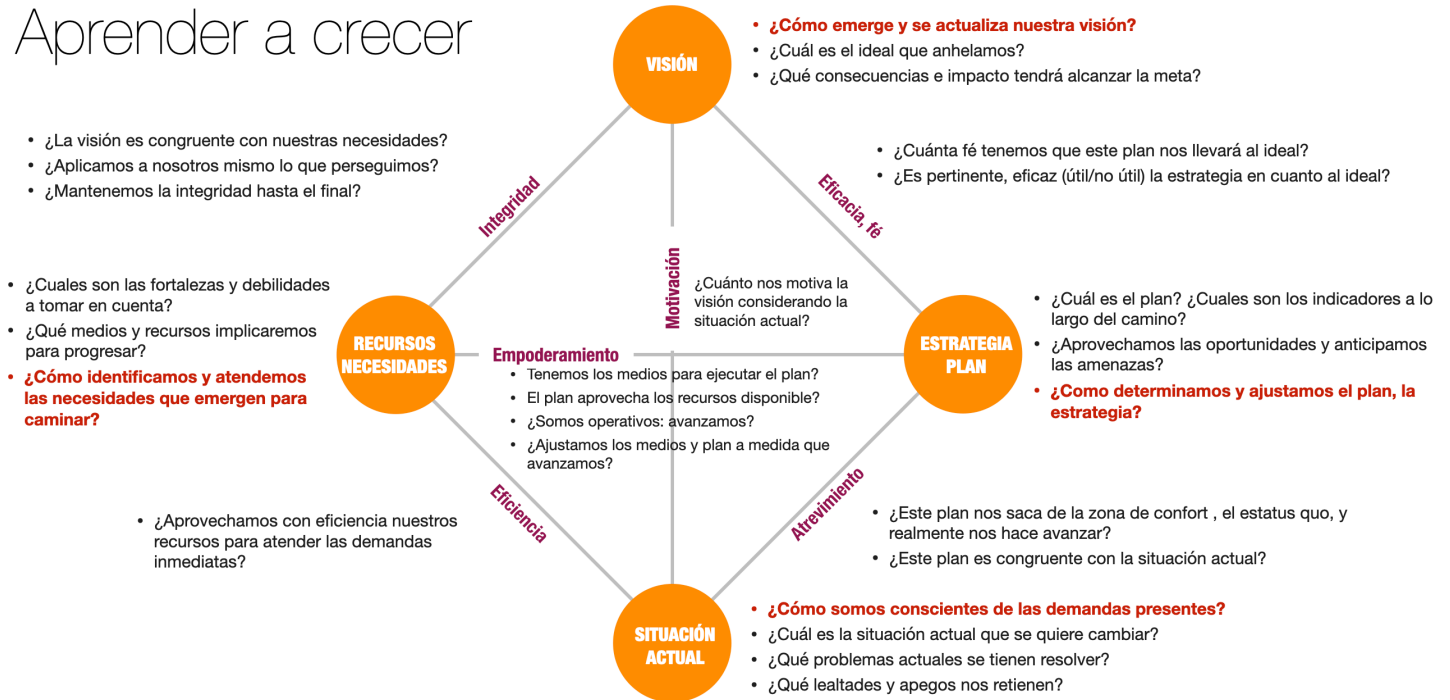 Aprender a crecer
VISIÓN
• ¿Cómo emerge y se actualiza nuestra visión?
• ¿Cuál es el ideal que anhelamos?
• ¿Qué consecuencias e impacto tendrá alcanzar la meta?
• ¿La visión es congruente con nuestras necesidades?
• ¿Aplicamos a nosotros mismo lo que perseguimos?
• ¿Mantenemos la integridad hasta el final?
Integridad
Eficacia, fé
• ¿Cuánta fé tenemos que este plan nos llevará al ideal?
• ¿Es pertinente, eficaz (útil/no útil) la estrategia en cuanto al ideal?
Motivación
¿Cuánto nos motiva la
visión considerando la
situación actual?
• ¿Cuales son las fortalezas y debilidades
a tomar en cuenta?
• ¿Qué medios y recursos implicaremos
para progresar?
• ¿Cómo identificamos y atendemos
las necesidades que emergen para
caminar?
RECURSOS
NECESIDADES
Empoderamiento
• Tenemos los medios para ejecutar el plan?
• El plan aprovecha los recursos disponible?
• ¿Somos operativos: avanzamos?
• ¿Ajustamos los medios y plan a medida que
avanzamos?
ESTRATEGIA
PLAN
• ¿Cuál es el plan? ¿Cuales son los indicadores a lo
largo del camino?
• ¿Aprovechamos las oportunidades y anticipamos
las amenazas?
• ¿Como determinamos y ajustamos el plan, la
estrategia?
Eficiencia
• ¿Aprovechamos con eficiencia nuestros
recursos para atender las demandas
inmediatas?
Atrevimiento
• ¿Este plan nos saca de la zona de confort , el estatus quo, y
realmente nos hace avanzar?
• ¿Este plan es congruente con la situación actual?
SITUACIÓN
ACTUAL
• ¿Cómo somos conscientes de las demandas presentes?
• ¿Cuál es la situación actual que se quiere cambiar?
• ¿Qué problemas actuales se tienen resolver?
• ¿Qué lealtades y apegos nos retienen?